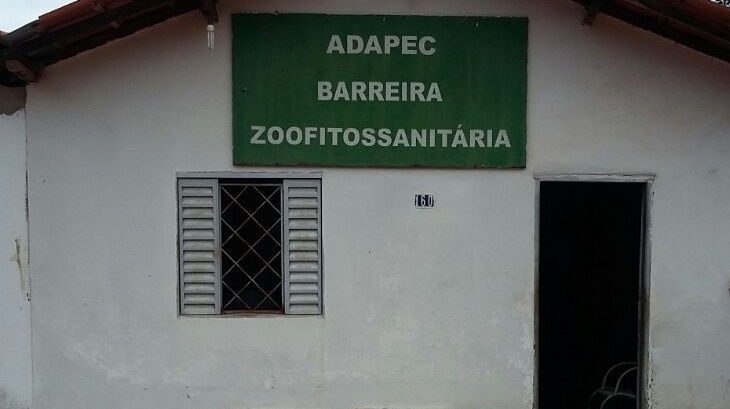 ADAPEC
BARREIRA
ZOOFITOSSANITÁRIA
160